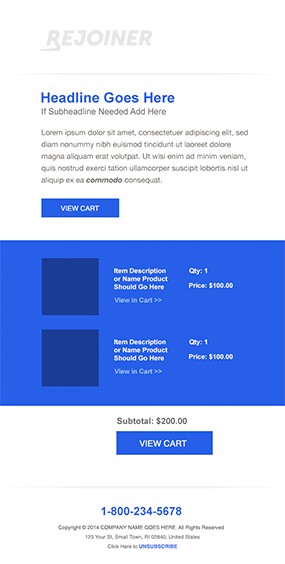 REJOINER
Headline Goes Here
If Subheadline Needed Add Here
Lorem ipsum dolor sit amet, consectetuer adipiscing elit, sed
diam nonummy nibh euismod tincidunt ut laoreet dolore
magna aliquam erat volutpat. Ut wisi enim ad minim veniam,
quis nostrud exerci tation ullamcorper suscipit lobortis nisl ut
aliquip ex ea commodo consequat.
VIEW CART
Item Description Qty: 1
or Name Product
Should Go Here Price: $100.00
View in Cart >>
Item Description Qty: 1
or Name Product
Should Go Here Price: $100.00
View in Cart >>
Subtotal: $200.00
VIEW CART
1-800-234-5678
Copyright © 2014 COMPANY NAME GOES HERE. All Rights Reserved
123 Your St, Small Town, RI 02840, United States
Click Here to UNSUBSCRIBE